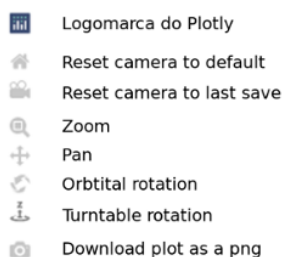 Logomarca do Plotly
Reset camera to default
Reset camera to last save
Zoom
Pan
Orbtital rotation
z
Turntable rotation
Download plot as a png